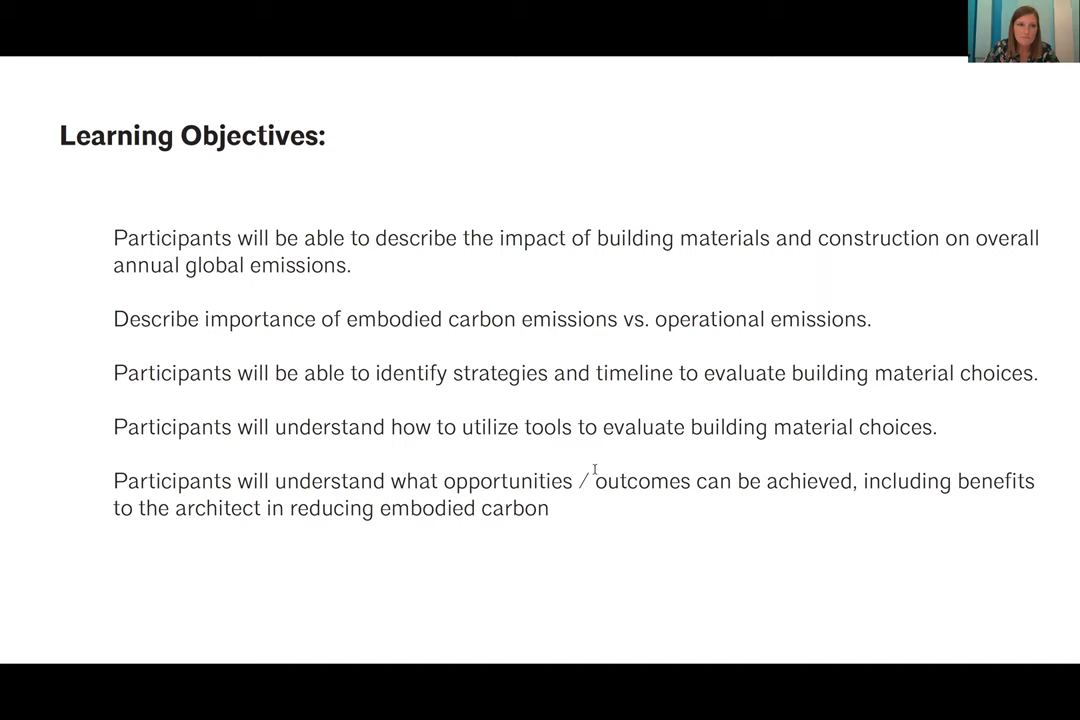 Learning Objectives:
Participants will be able to describe the impact of building materials and construction on overall
annual global emissions.
Describe importance of embodied carbon emissions vs. operational emissions.
Participants will be able to identify strategies and timeline to evaluate building material choices.
Participants will understand how to utilize tools to evaluate building material choices.
Participants will understand what opportunities / outcomes can be achieved, including benefits
to the architect in reducing embodied carbon